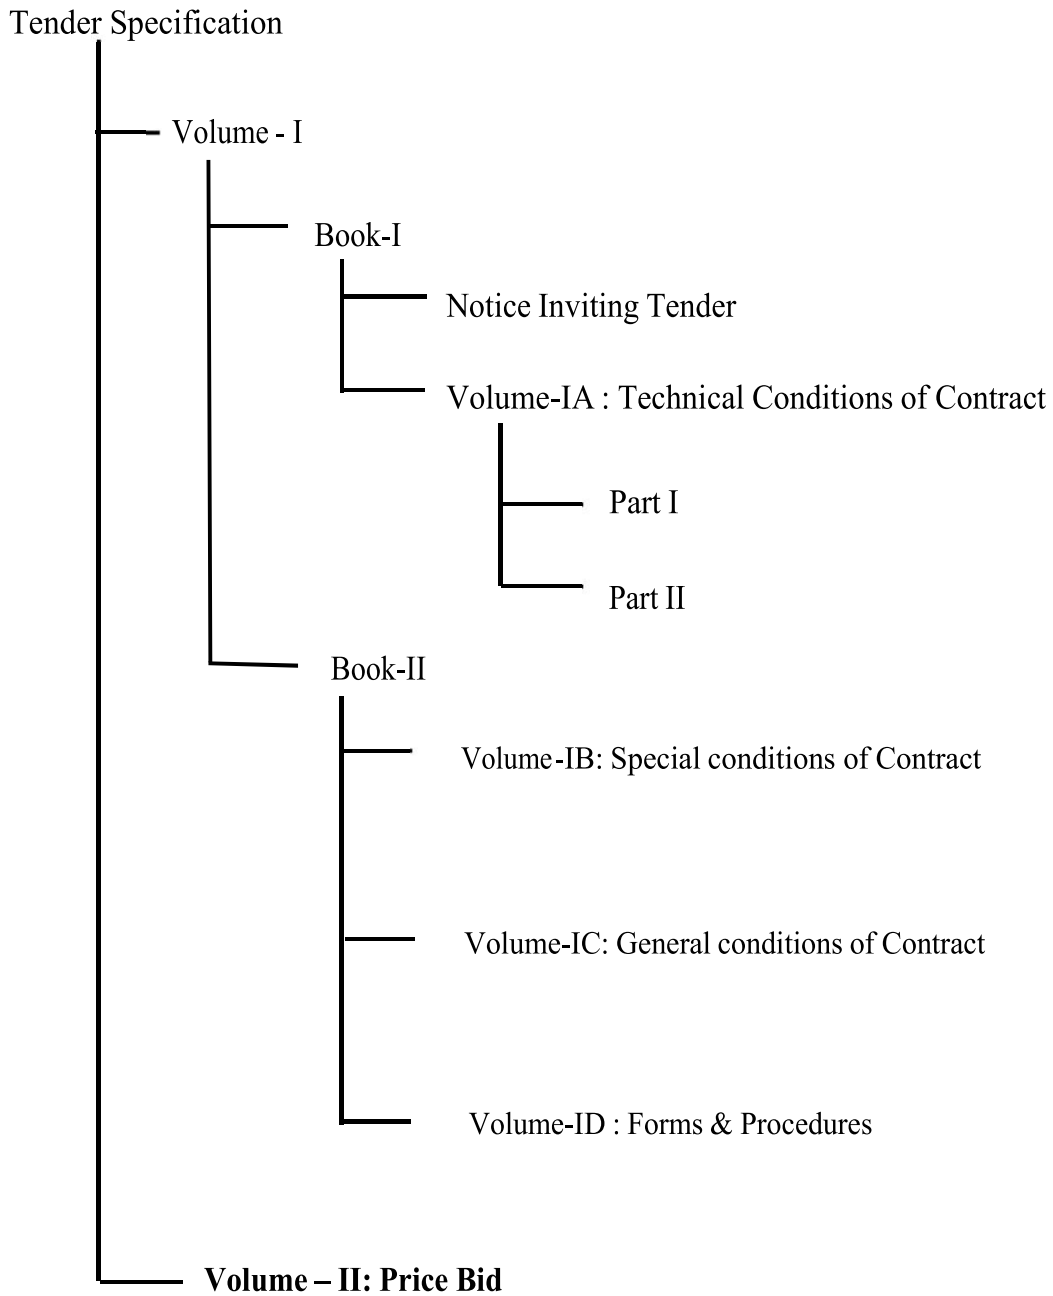 Tender Specification
Volume - I
Book-I
Notice Inviting Tender
Volume-IA : Technical Conditions of Contract
Part I
Part II
Book-II
Volume-IB: Special conditions of Contract
Volume-IC: General conditions of Contract
Volume-ID : Forms & Procedures
Volume – II: Price Bid